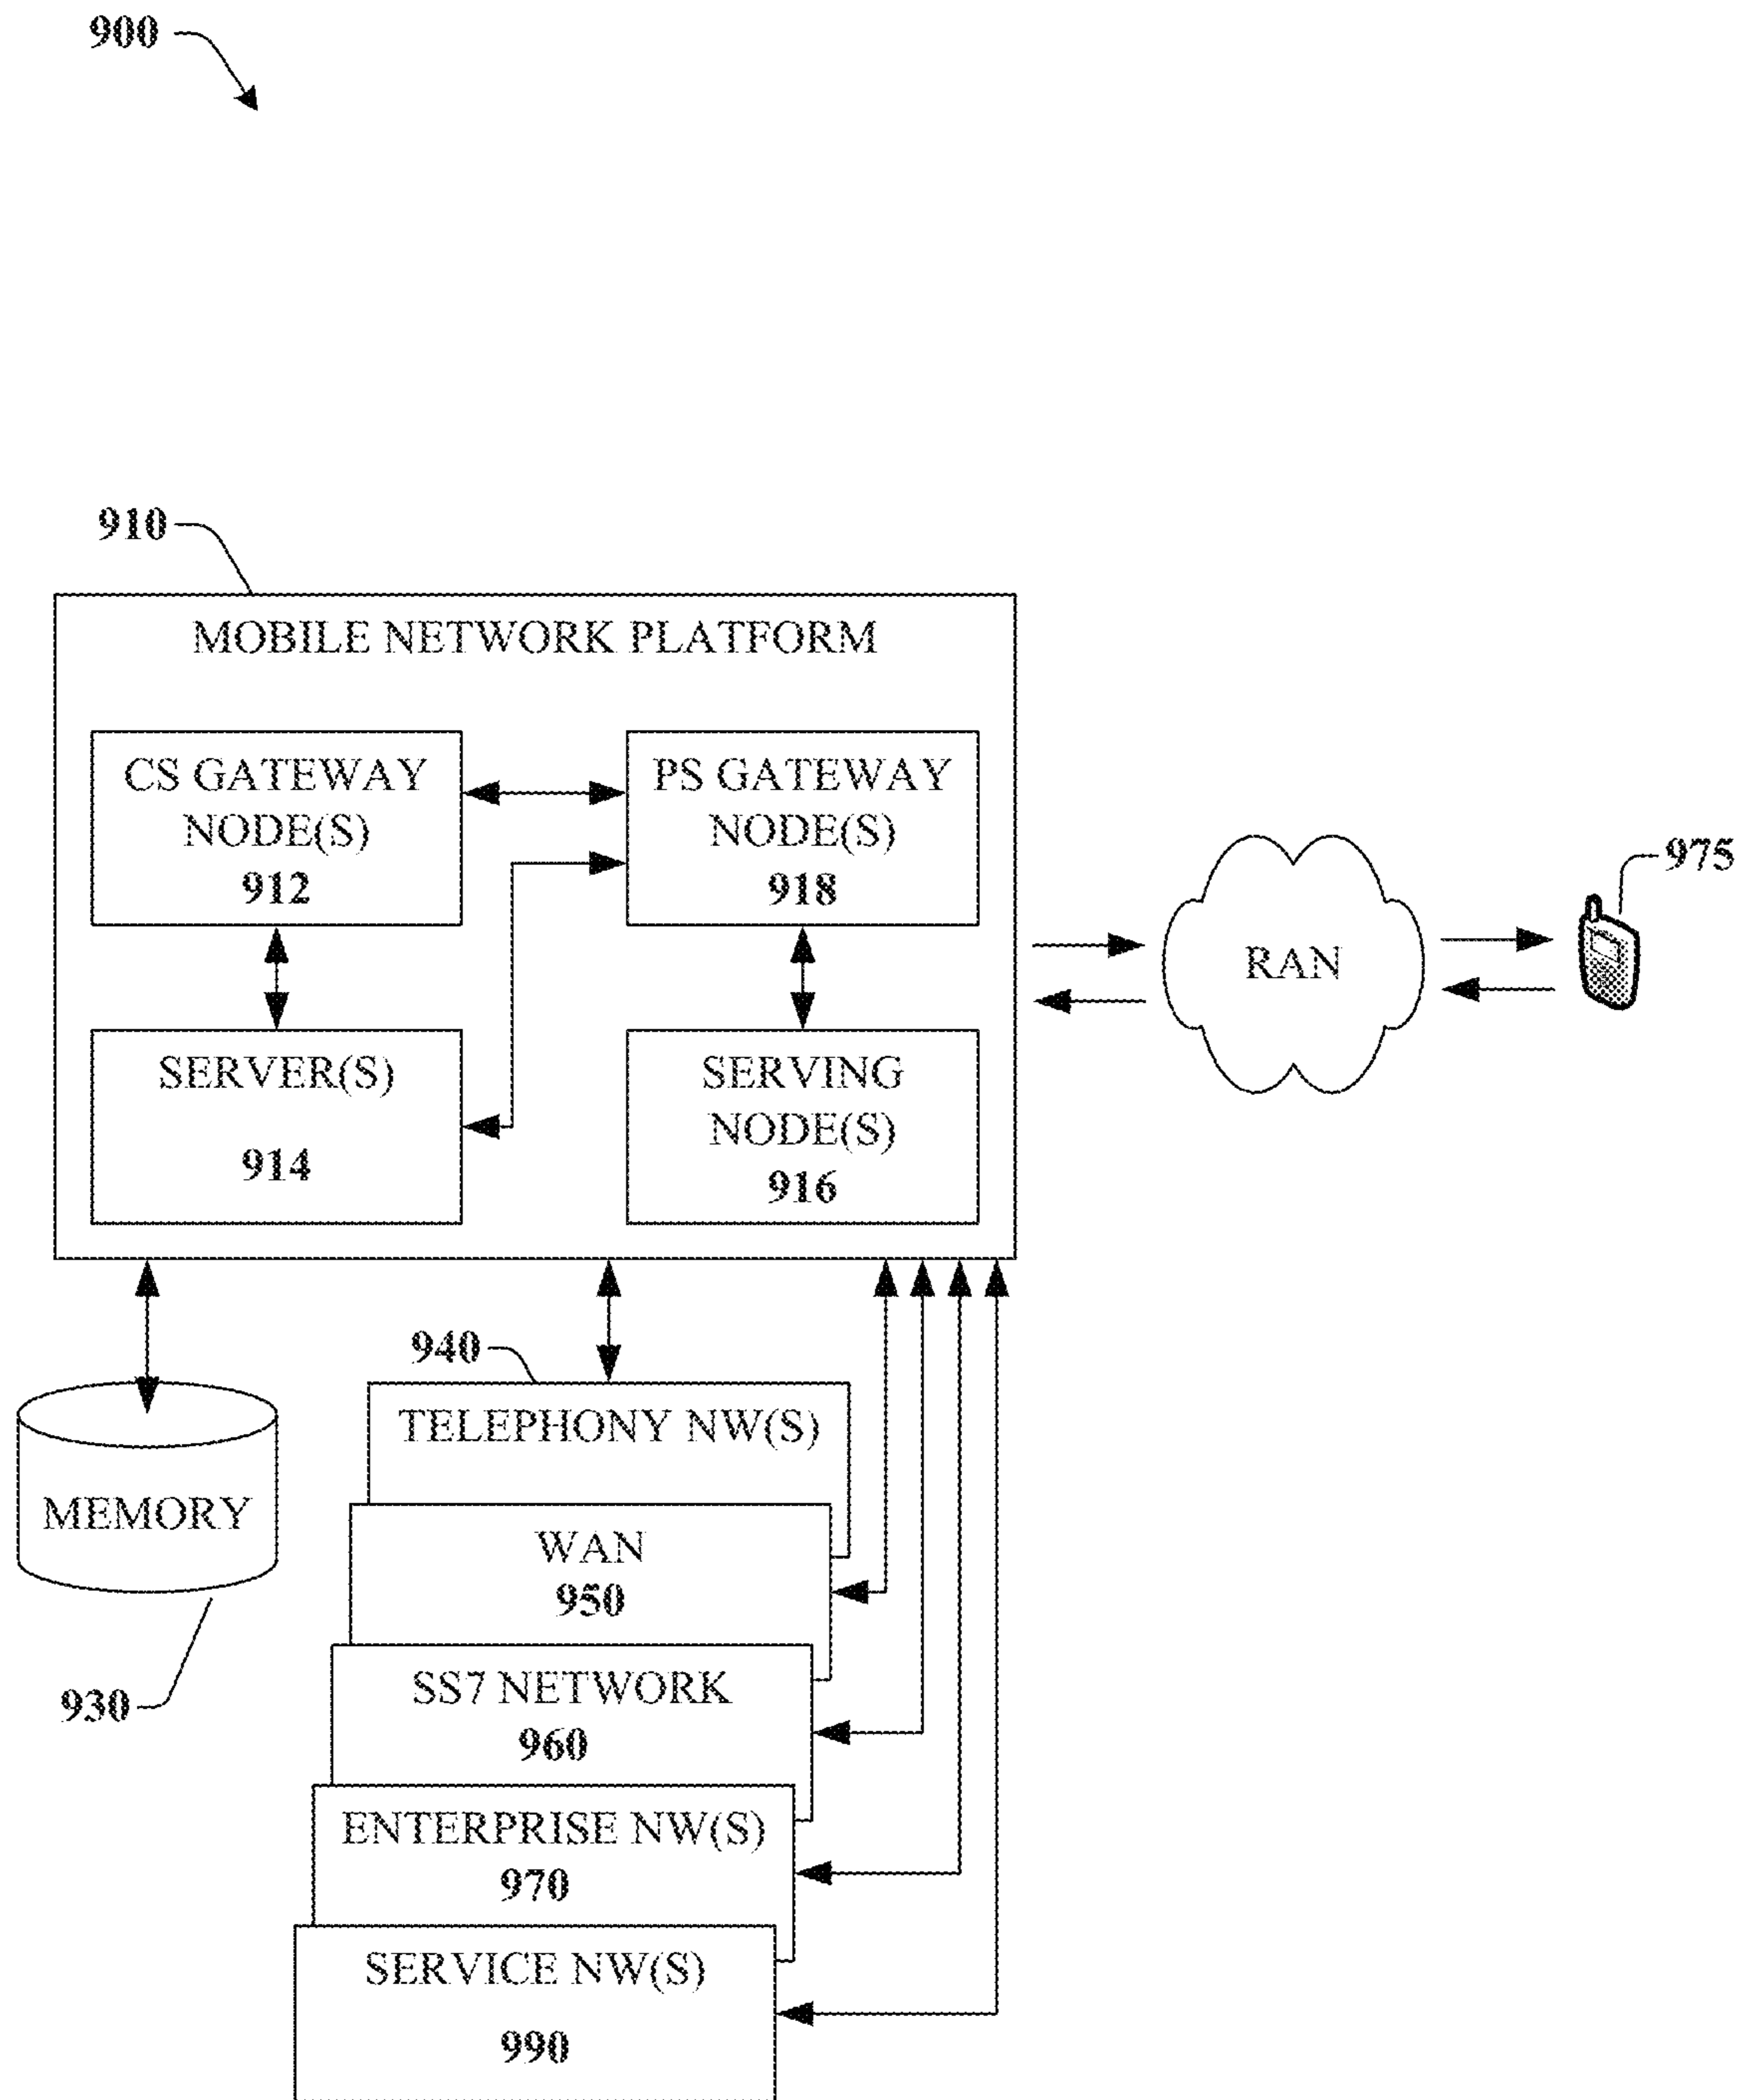 900
910
MOBILE NETWORK PLATFORM
CS GATEWAY
NODE(S)
912
PS GATEWAY
NODE(S)
918
SERVER(S)
914
SERVING
NODE(S)
916
RAN
975
940
TELEPHONY NW(S)
MEMORY
930
WAN
950
SS7 NETWORK
960
ENTERPRISE NW(S)
970
SERVICE NW(S)
990